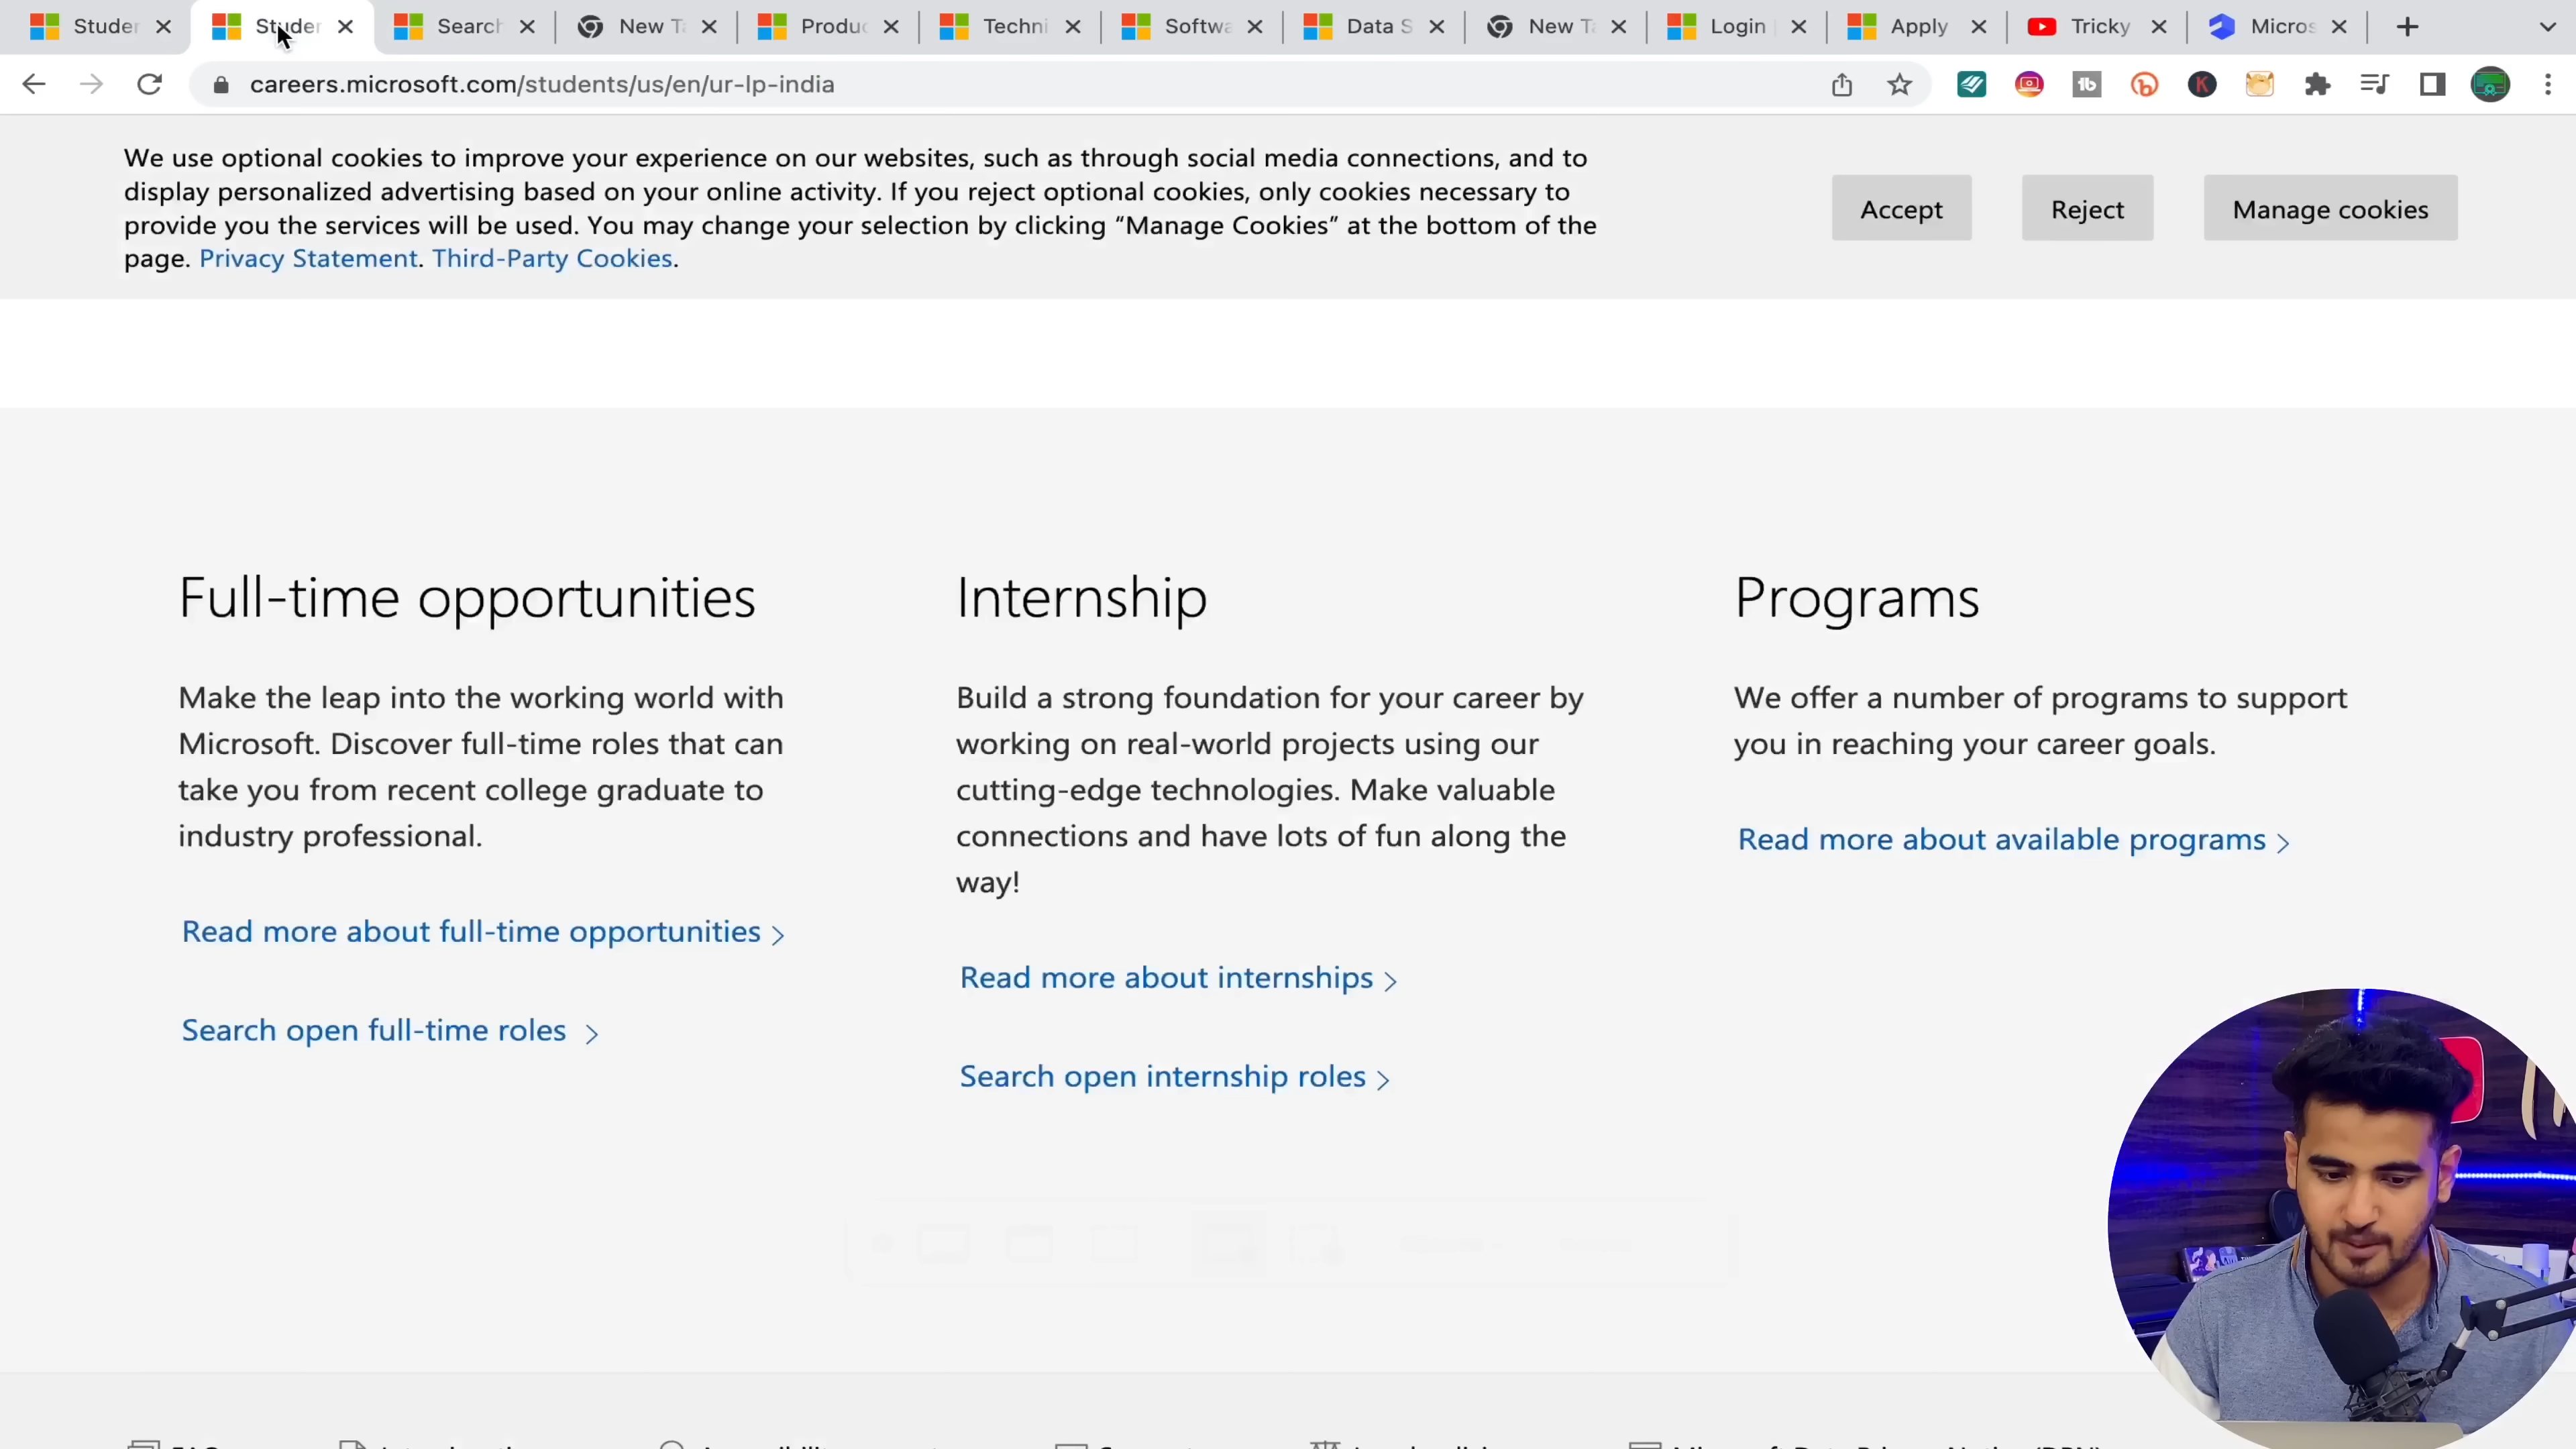 Studer
Studer
Search
New Ta
Produc
Techni
Softwa
Data S
New Ta
Login
Apply
Tricky
Micros
careers.microsoft.com/students/us/en/ur-lp-india
We use optional cookies to improve your experience on our websites, such as through social media connections, and to
display personalized advertising based on your online activity. If you reject optional cookies, only cookies necessary to
provide you the services will be used. You may change your selection by clicking “Manage Cookies” at the bottom of the
page. Privacy Statement. Third-Party Cookies.
Accept
Reject
Manage cookies
Full-time opportunities
Make the leap into the working world with
Microsoft. Discover full-time roles that can
take you from recent college graduate to
industry professional.
Read more about full-time opportunities
Search open full-time roles
Internship
Build a strong foundation for your career by
working on real-world projects using our
cutting-edge technologies. Make valuable
connections and have lots of fun along the
way!
Read more about internships
Search open internship roles
Programs
We offer a number of programs to support
you in reaching your career goals.
Read more about available programs